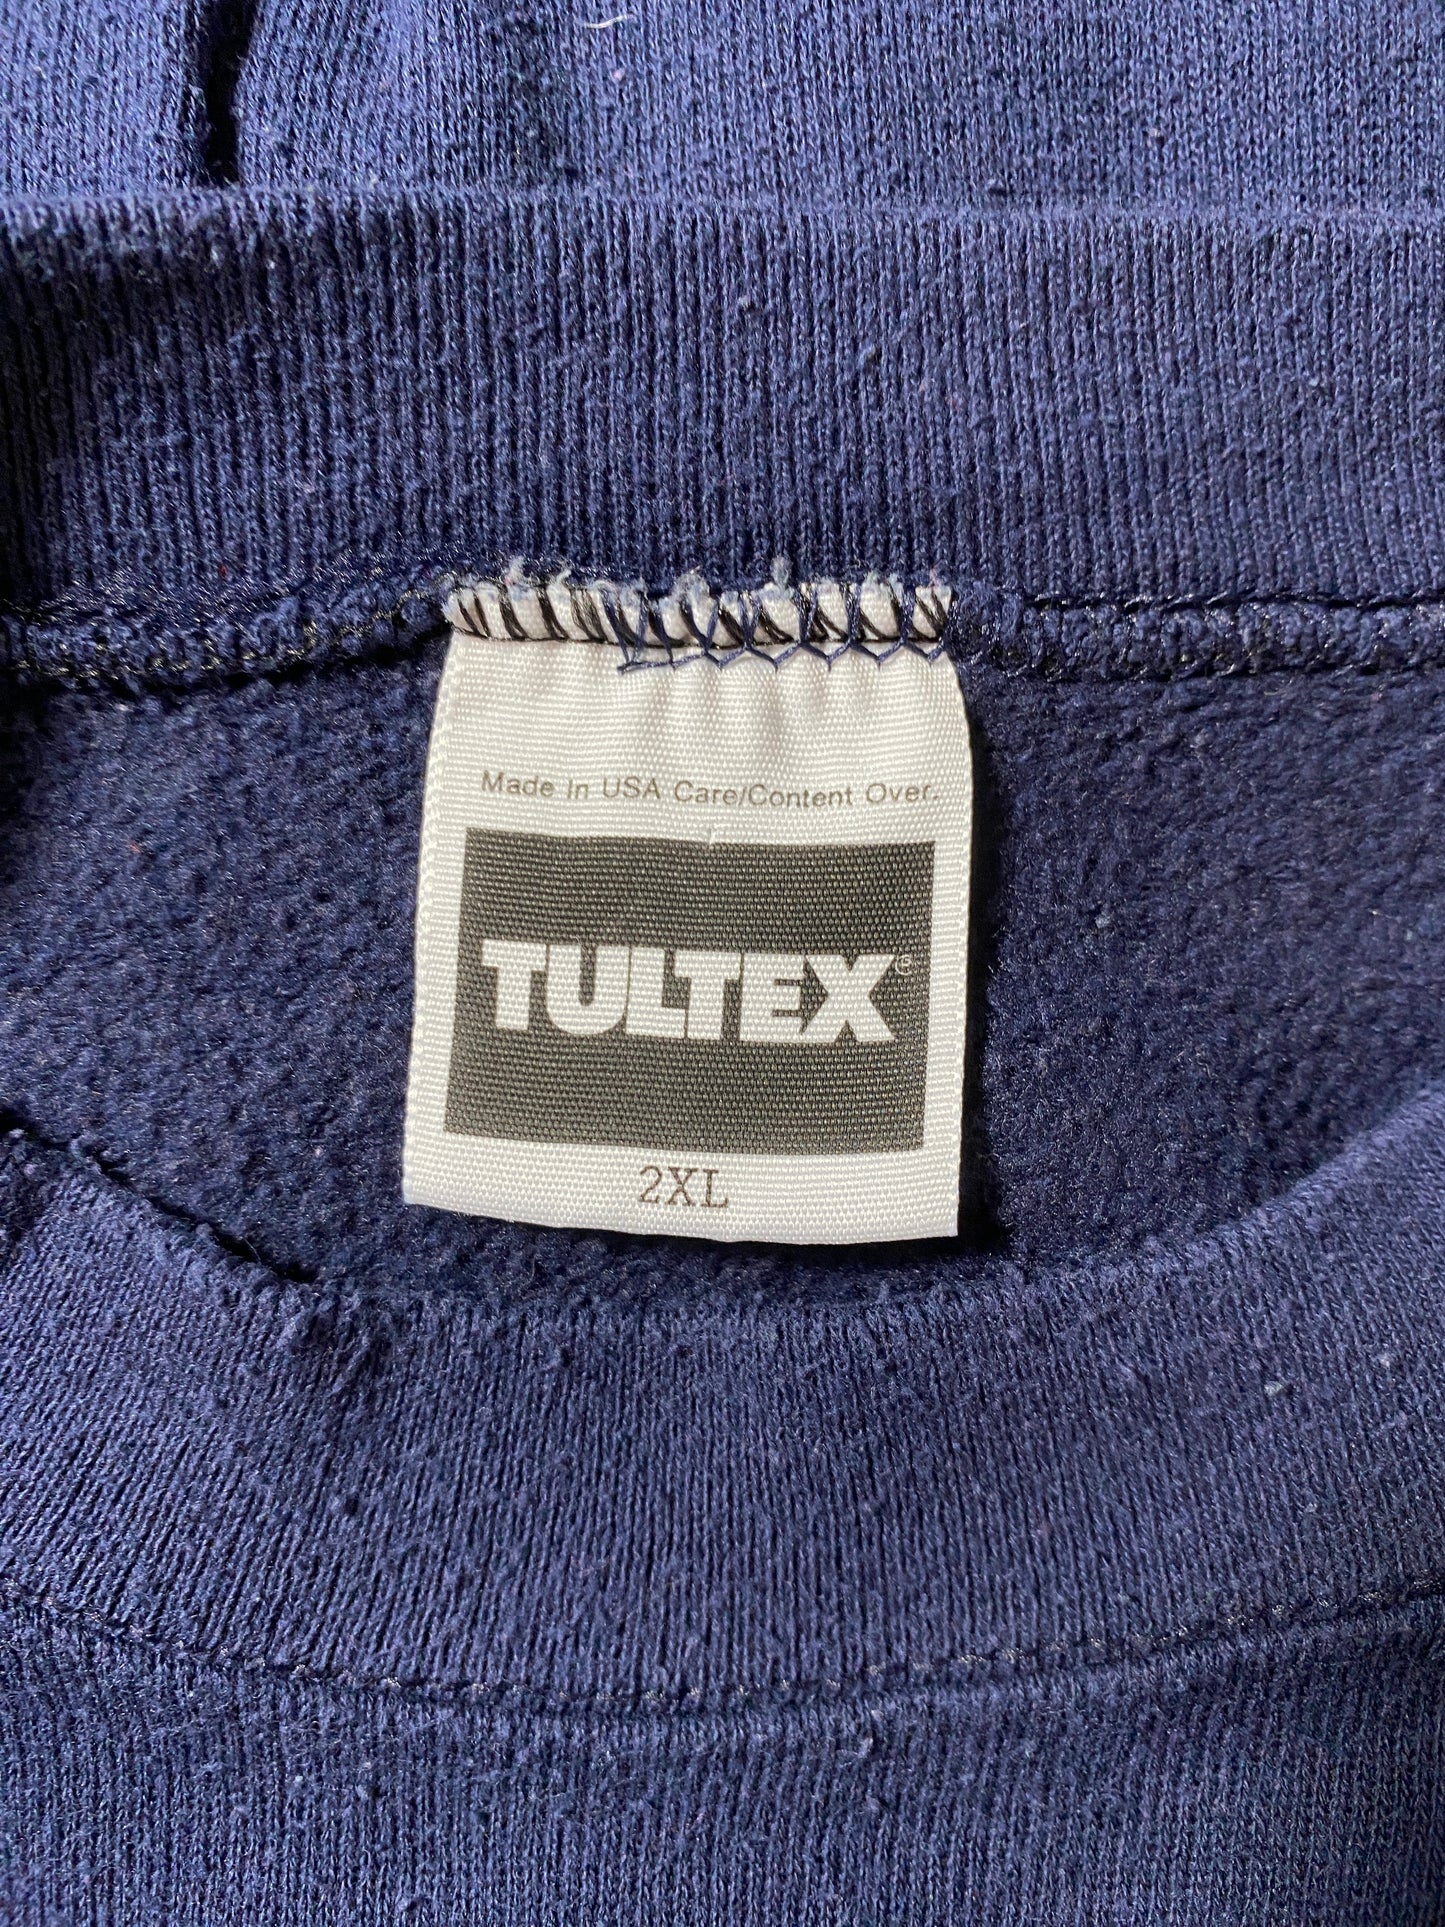 Made In USA Care/Content Over.
TULTEX®
2XL